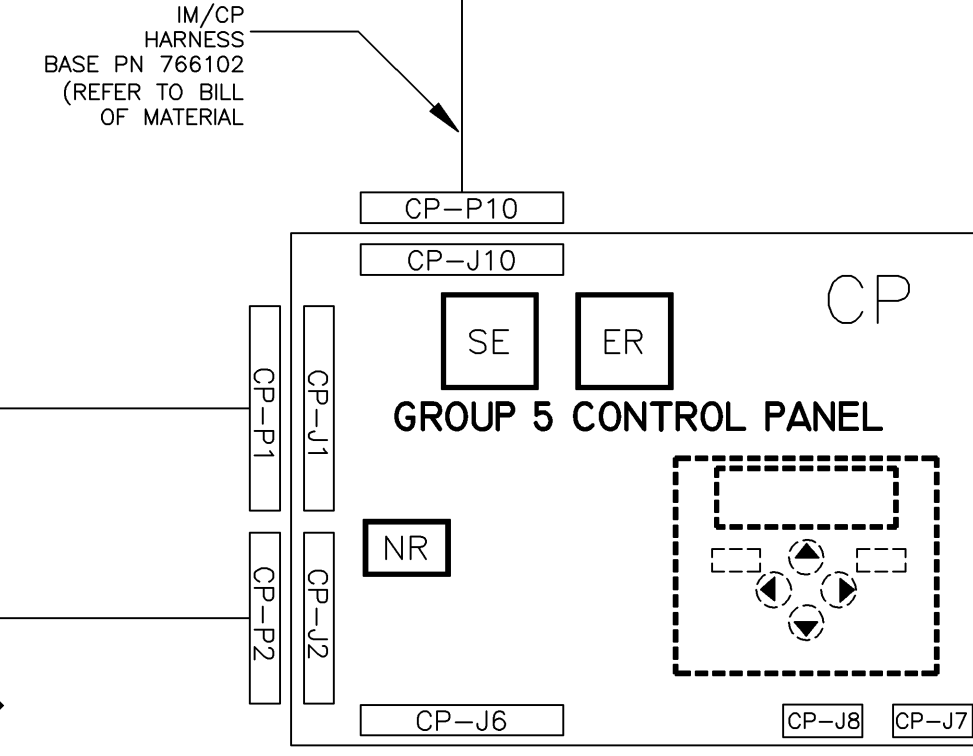 IM/CP
HARNESS
BASE PN 766102
(REFER TO BILL
OF MATERIAL
CP-P10
CP-J10
CP
SE
ER
GROUP 5 CONTROL PANEL
CP-P1
CP-J1
NR
CP-P2
CP-J2
CP-J6
CP-J8
CP-J7